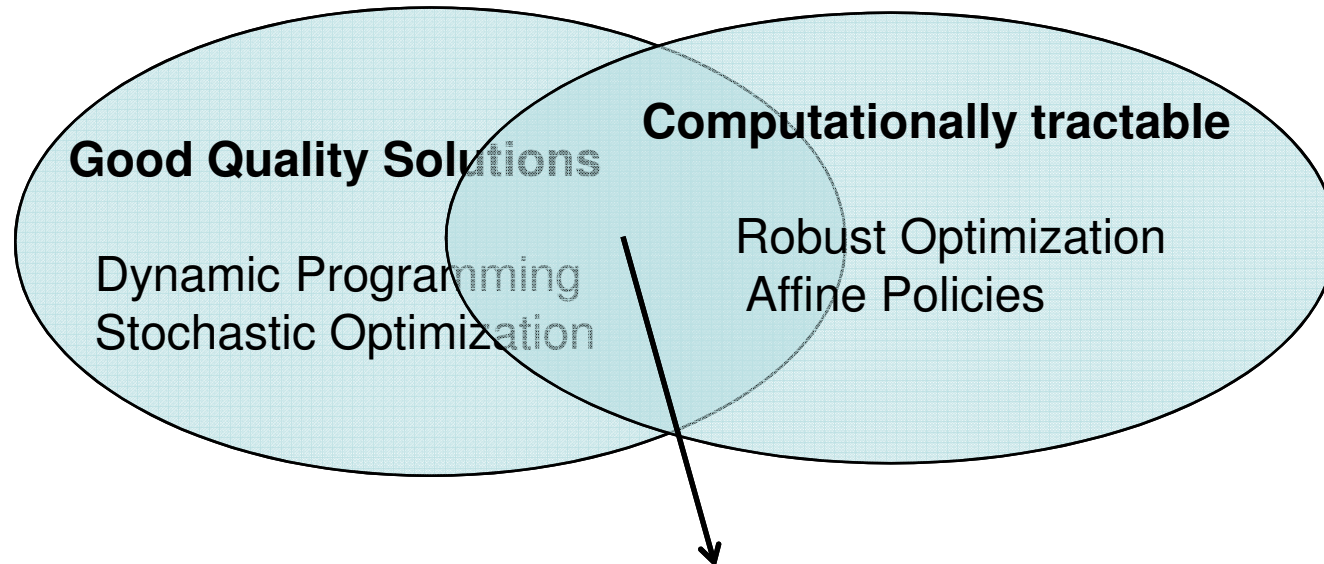 Good Quality Solutions
Dynamic Programming
Stochastic Optimization
Computationally tractable
Robust Optimization
Affine Policies